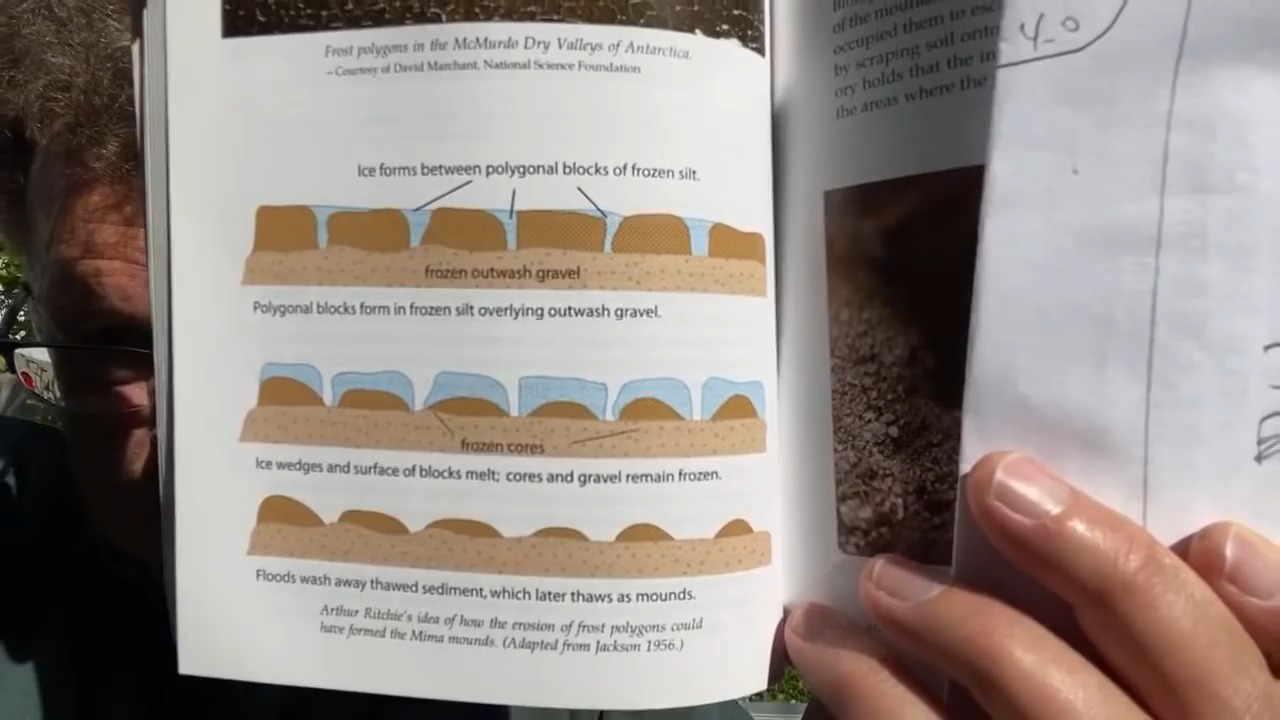 Frost polygons in the McMurdo Dry Valleys of Antarctica.
–Courtesy of David Marchant, National Science Foundation
Ice forms between polygonal blocks of frozen silt.
frozen outwash gravel
Polygonal blocks form in frozen silt overlying outwash gravel.
frozen cores
Ice wedges and surface of blocks melt; cores and gravel remain frozen.
Floods wash away thawed sediment, which later thaws as mounds.
Arthur Ritchie's idea of how the erosion of frost polygons could
have formed the Mima mounds. (Adapted from Jackson 1956.)
of the
occupied them to
by scraping soil onto
ory holds that the in
the areas where the